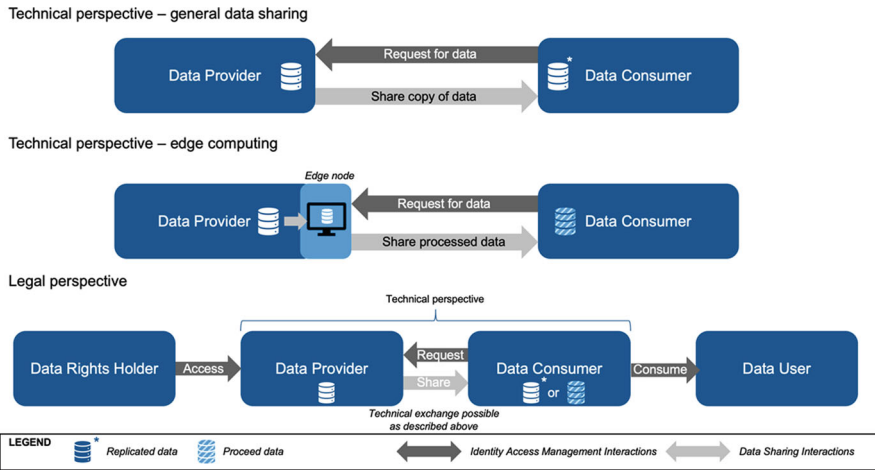 Technical perspective – general data sharing
Data Provider
Request for data
Share copy of data
* Data Consumer
Technical perspective – edge computing
Edge node
Data Provider
Request for data
Share processed data
Data Consumer
Legal perspective
Technical perspective
Data Rights Holder
Access
Data Provider
Request
Share
Data Consumer
* or
Consume
Data User
Technical exchange possible
as described above
LEGEND
* Replicated data
Proceed data
Identity Access Management Interactions
Data Sharing Interactions